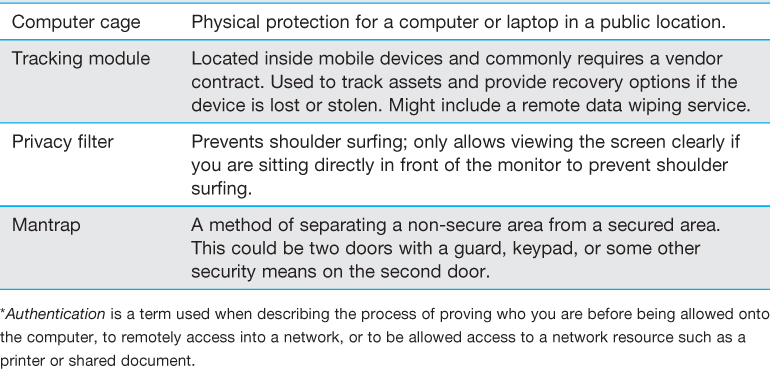 Computer cage Physical protection for a computer or laptop in a public location.
Tracking module Located inside mobile devices and commonly requires a vendor
contract. Used to track assets and provide recovery options if the
device is lost or stolen. Might include a remote data wiping service.
Privacy filter Prevents shoulder surfing; only allows viewing the screen clearly if
you are sitting directly in front of the monitor to prevent shoulder
surfing.
Mantrap A method of separating a non-secure area from a secured area.
This could be two doors with a guard, keypad, or some other
security means on the second door.
*Authentication is a term used when describing the process of proving who you are before being allowed onto
the computer, to remotely access into a network, or to be allowed access to a network resource such as a
printer or shared document.